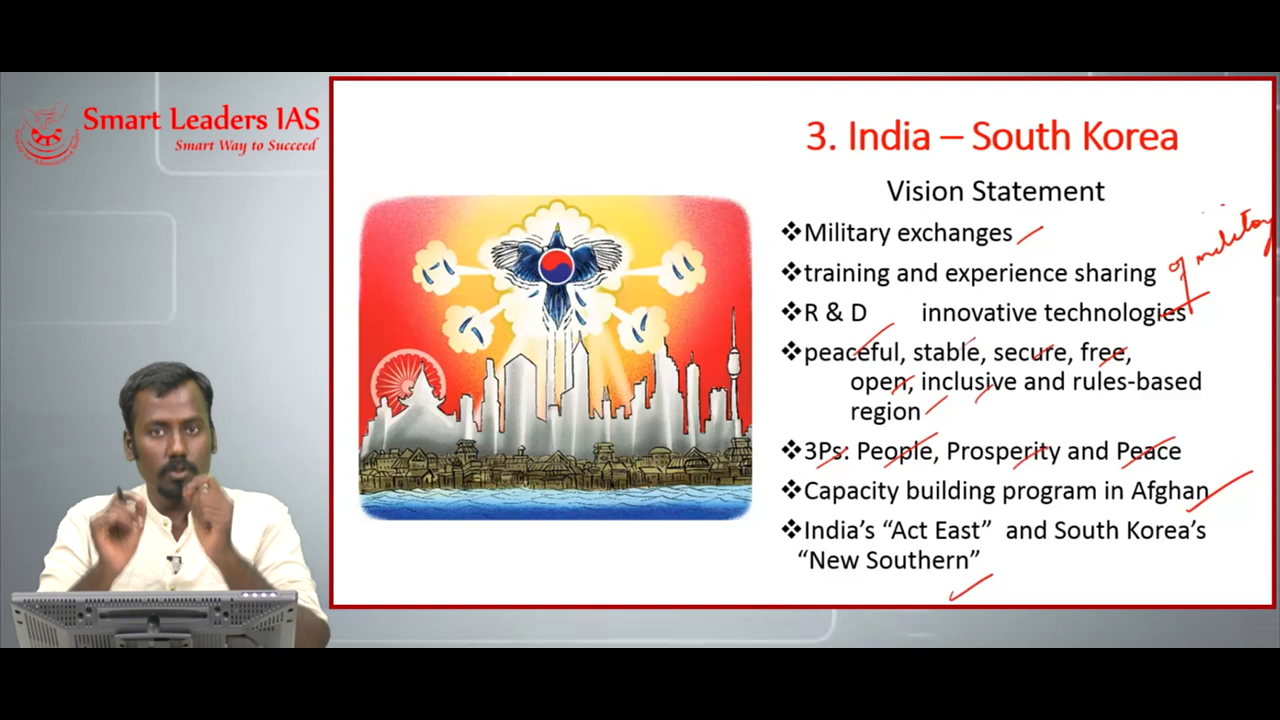 Smart Leaders IAS
Smart Way to Succeed
3. India – South Korea
Vision Statement
❖Military exchanges
❖training and experience sharing
of military
❖R & D innovative technologies
❖peaceful, stable, secure, free,
open, inclusive and rules-based
region
❖3Ps: People, Prosperity and Peace
❖Capacity building program in Afghan
❖India’s “Act East” and South Korea’s
“New Southern”